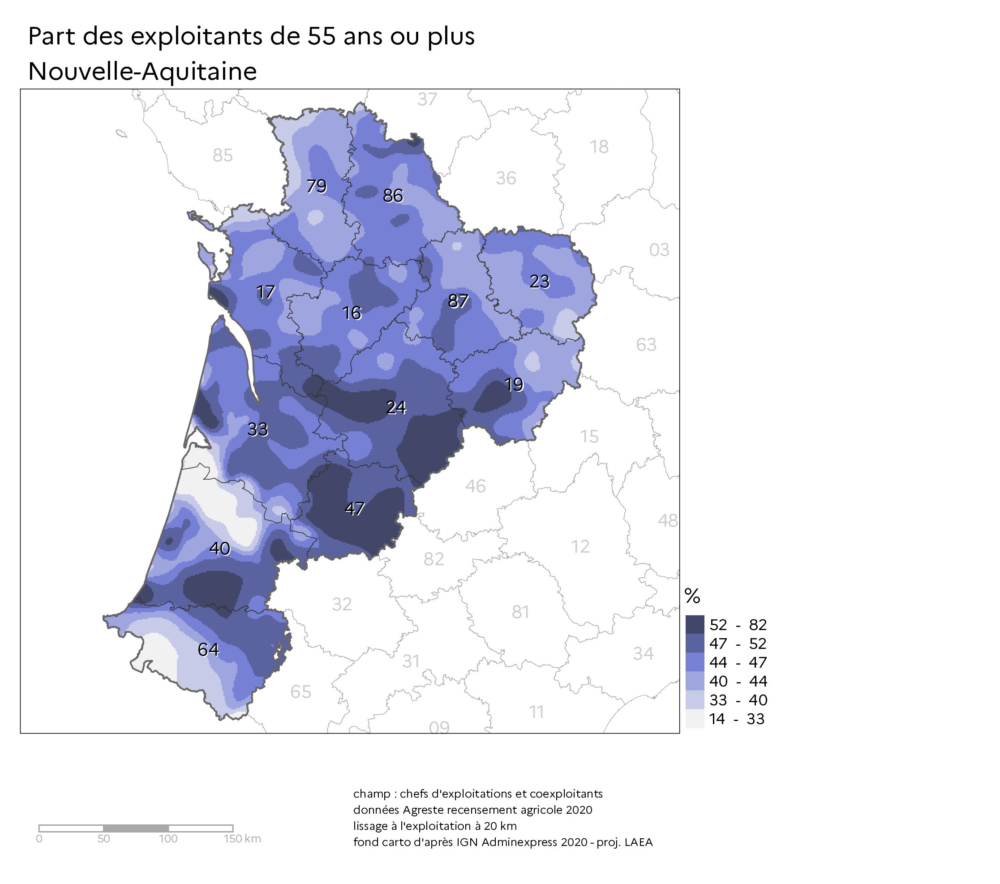 Part des exploitants de 55 ans ou plus
Nouvelle-Aquitaine
37
18
85
36
79
86
03
23
17
87
16
63
19
24
33
15
46
47
48
40
12
82
32
81
64
31
34
65
11
09
%
52 - 82
47 - 52
44 - 47
40 - 44
33 - 40
14 - 33
champ : chefs d'exploitations et coexploitants
données Agreste recensement agricole 2020
lissage à l'exploitation à 20 km
fond carto d'après IGN Adminexpress 2020 - proj. LAEA
0 50 100 150 km